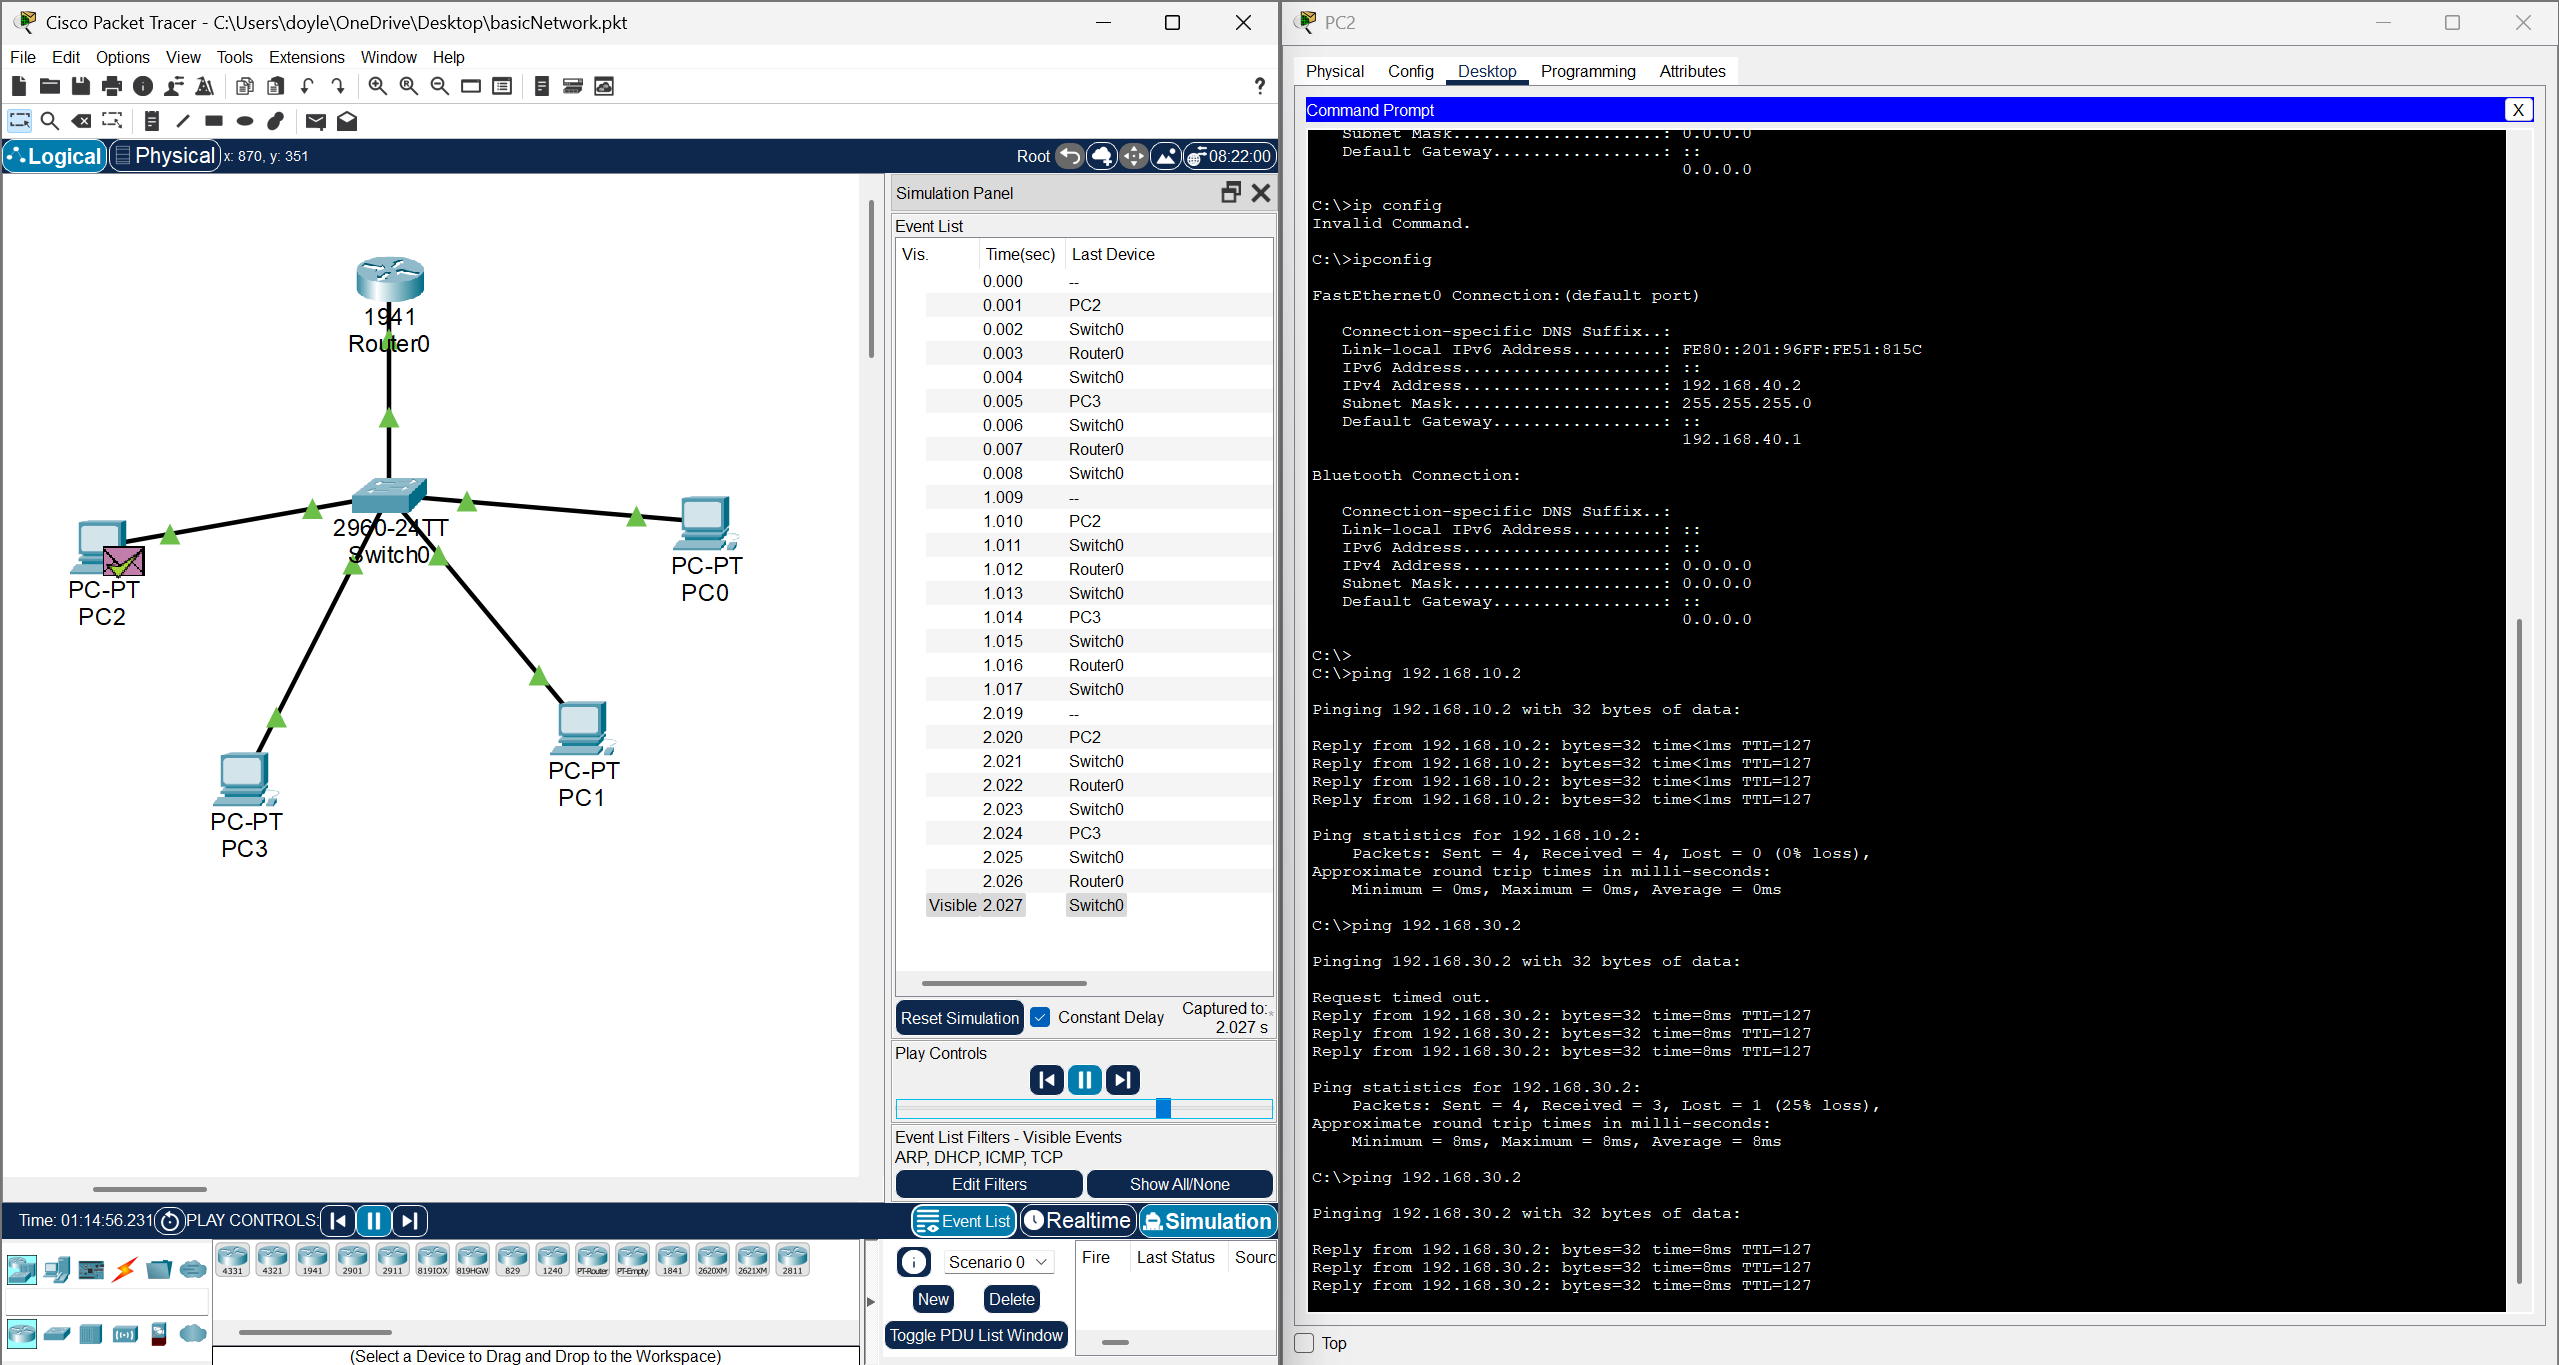 Cisco Packet Tracer - C:\Users\doyle\OneDrive\Desktop\basicNetwork.pkt
File Edit Options View Tools Extensions Window Help
?
Logical Physical x: 870, y: 351
Root 08:22:00
1941
Router0
2960-24TT
Switch0
PC-PT
PC2
PC-PT
PC0
PC-PT
PC1
PC-PT
PC3
Simulation Panel
Event List
Vis. Time(sec) Last Device
0.000 --
0.001 PC2
0.002 Switch0
0.003 Router0
0.004 Switch0
0.005 PC3
0.006 Switch0
0.007 Router0
0.008 Switch0
1.009 --
1.010 PC2
1.011 Switch0
1.012 Router0
1.013 Switch0
1.014 PC3
1.015 Switch0
1.016 Router0
1.017 Switch0
2.019 --
2.020 PC2
2.021 Switch0
2.022 Router0
2.023 Switch0
2.024 PC3
2.025 Switch0
2.026 Router0
Visible 2.027 Switch0
Reset Simulation Constant Delay Captured to:
2.027 s
Play Controls
Event List Filters - Visible Events
ARP, DHCP, ICMP, TCP
Edit Filters Show All/None
Time: 01:14:56.231 PLAY CONTROLS:
Event List Realtime Simulation
4331 4321 1941 2901 2911 819IOX 819HGW 829 1240 PT-Router PT-Empty 1841 2620XM 2621XM 2811
(Select a Device to Drag and Drop to the Workspace)
Scenario 0
New Delete
Toggle PDU List Window
Fire Last Status Sourc
PC2
Physical Config Desktop Programming Attributes
Command Prompt X
Subnet Mask.....................: 0.0.0.0
Default Gateway.................: ::
0.0.0.0
C:\>ip config
Invalid Command.
C:\>ipconfig
FastEthernet0 Connection:(default port)
Connection-specific DNS Suffix..:
Link-local IPv6 Address.........: FE80::201:96FF:FE51:815C
IPv6 Address....................: ::
IPv4 Address....................: 192.168.40.2
Subnet Mask.....................: 255.255.255.0
Default Gateway.................: ::
192.168.40.1
Bluetooth Connection:
Connection-specific DNS Suffix..:
Link-local IPv6 Address.........: ::
IPv6 Address....................: ::
IPv4 Address....................: 0.0.0.0
Subnet Mask.....................: 0.0.0.0
Default Gateway.................: ::
0.0.0.0
C:\>
C:\>ping 192.168.10.2
Pinging 192.168.10.2 with 32 bytes of data:
Reply from 192.168.10.2: bytes=32 time<1ms TTL=127
Reply from 192.168.10.2: bytes=32 time<1ms TTL=127
Reply from 192.168.10.2: bytes=32 time<1ms TTL=127
Reply from 192.168.10.2: bytes=32 time<1ms TTL=127
Ping statistics for 192.168.10.2:
Packets: Sent = 4, Received = 4, Lost = 0 (0% loss),
Approximate round trip times in milli-seconds:
Minimum = 0ms, Maximum = 0ms, Average = 0ms
C:\>ping 192.168.30.2
Pinging 192.168.30.2 with 32 bytes of data:
Request timed out.
Reply from 192.168.30.2: bytes=32 time=8ms TTL=127
Reply from 192.168.30.2: bytes=32 time=8ms TTL=127
Reply from 192.168.30.2: bytes=32 time=8ms TTL=127
Ping statistics for 192.168.30.2:
Packets: Sent = 4, Received = 3, Lost = 1 (25% loss),
Approximate round trip times in milli-seconds:
Minimum = 8ms, Maximum = 8ms, Average = 8ms
C:\>ping 192.168.30.2
Pinging 192.168.30.2 with 32 bytes of data:
Reply from 192.168.30.2: bytes=32 time=8ms TTL=127
Reply from 192.168.30.2: bytes=32 time=8ms TTL=127
Reply from 192.168.30.2: bytes=32 time=8ms TTL=127
Top